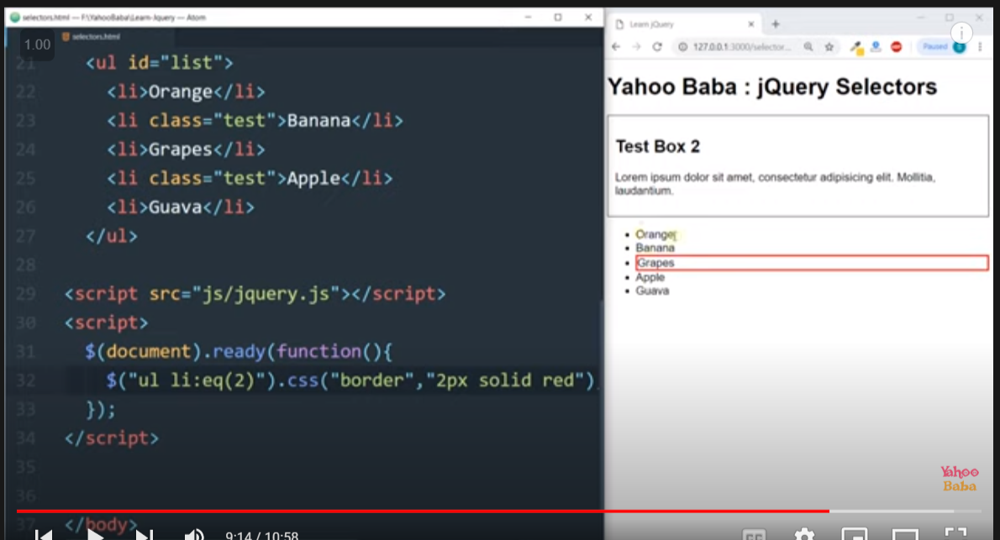 selectors.html — F:\YahooBaba\Learn-Jquery — Atom
selectors.html
1.00
21 <ul id="list">
22 <li>Orange</li>
23 <li class="test">Banana</li>
24 <li>Grapes</li>
25 <li class="test">Apple</li>
26 <li>Guava</li>
27 </ul>
28
29 <script src="js/jquery.js"></script>
30 <script>
31 $(document).ready(function(){
32 $("ul li:eq(2)").css("border","2px solid red")
33 });
34 </script>
35
36
37 </body>
9:14 / 10:58
Learn jQuery
127.0.0.1:3000/selector...
Paused
Yahoo Baba : jQuery Selectors
Test Box 2
Lorem ipsum dolor sit amet, consectetur adipisicing elit. Mollitia,
laudantium.
Orange
Banana
Grapes
Apple
Guava
Yahoo
Baba
CC